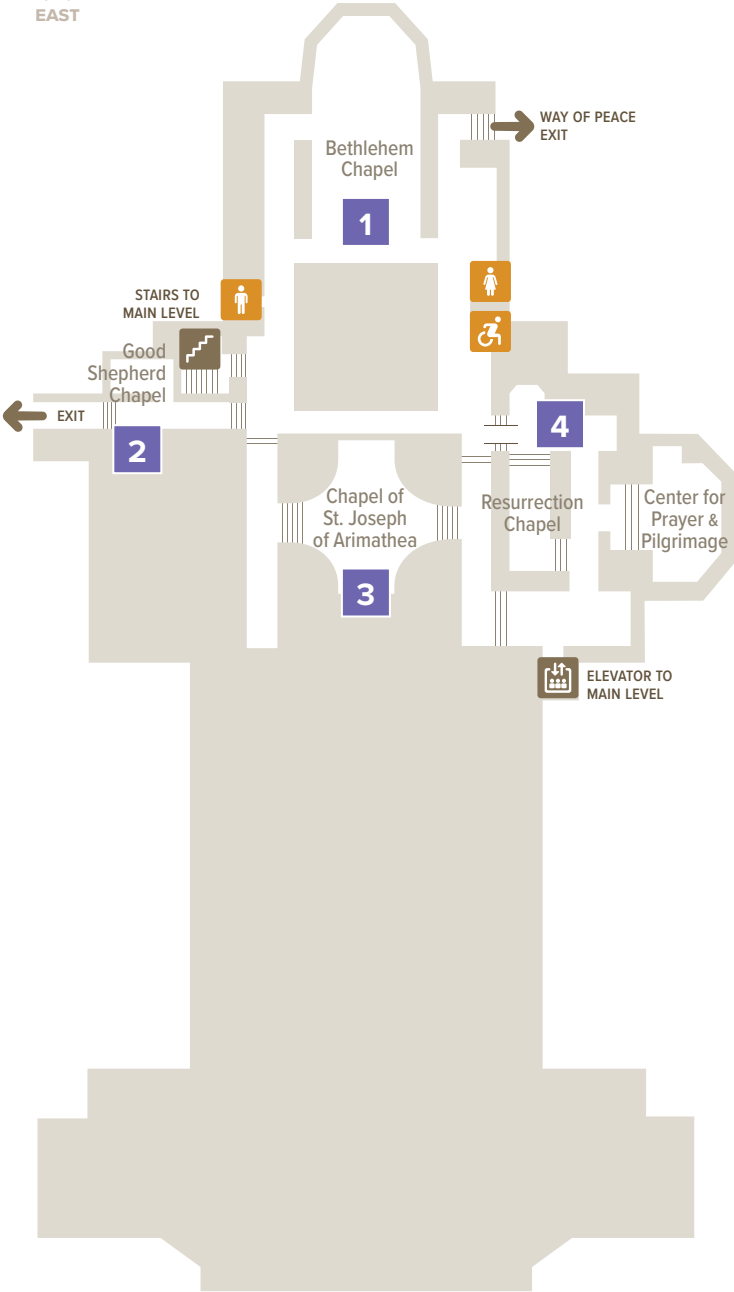 EAST
WAY OF PEACE
EXIT
Bethlehem
Chapel
1
STAIRS TO
MAIN LEVEL
Good
Shepherd
Chapel
EXIT
2
4
Chapel of
St. Joseph
of Arimathea
3
Resurrection
Chapel
Center for
Prayer &
Pilgrimage
ELEVATOR TO
MAIN LEVEL